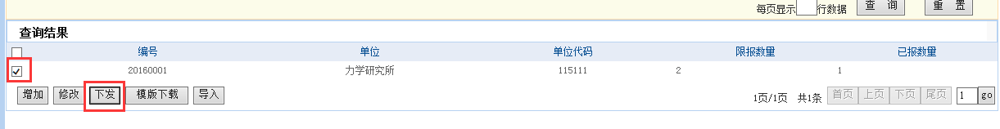 每页显示 行数据 查 询 重 置
查询结果
编号 单位 单位代码 限报数量 已报数量
20160001 力学研究所 115111 2 1
增加 修改 下发 模版下载 导入 1页/1页 共1条 首页 上页 下页 尾页 1 go